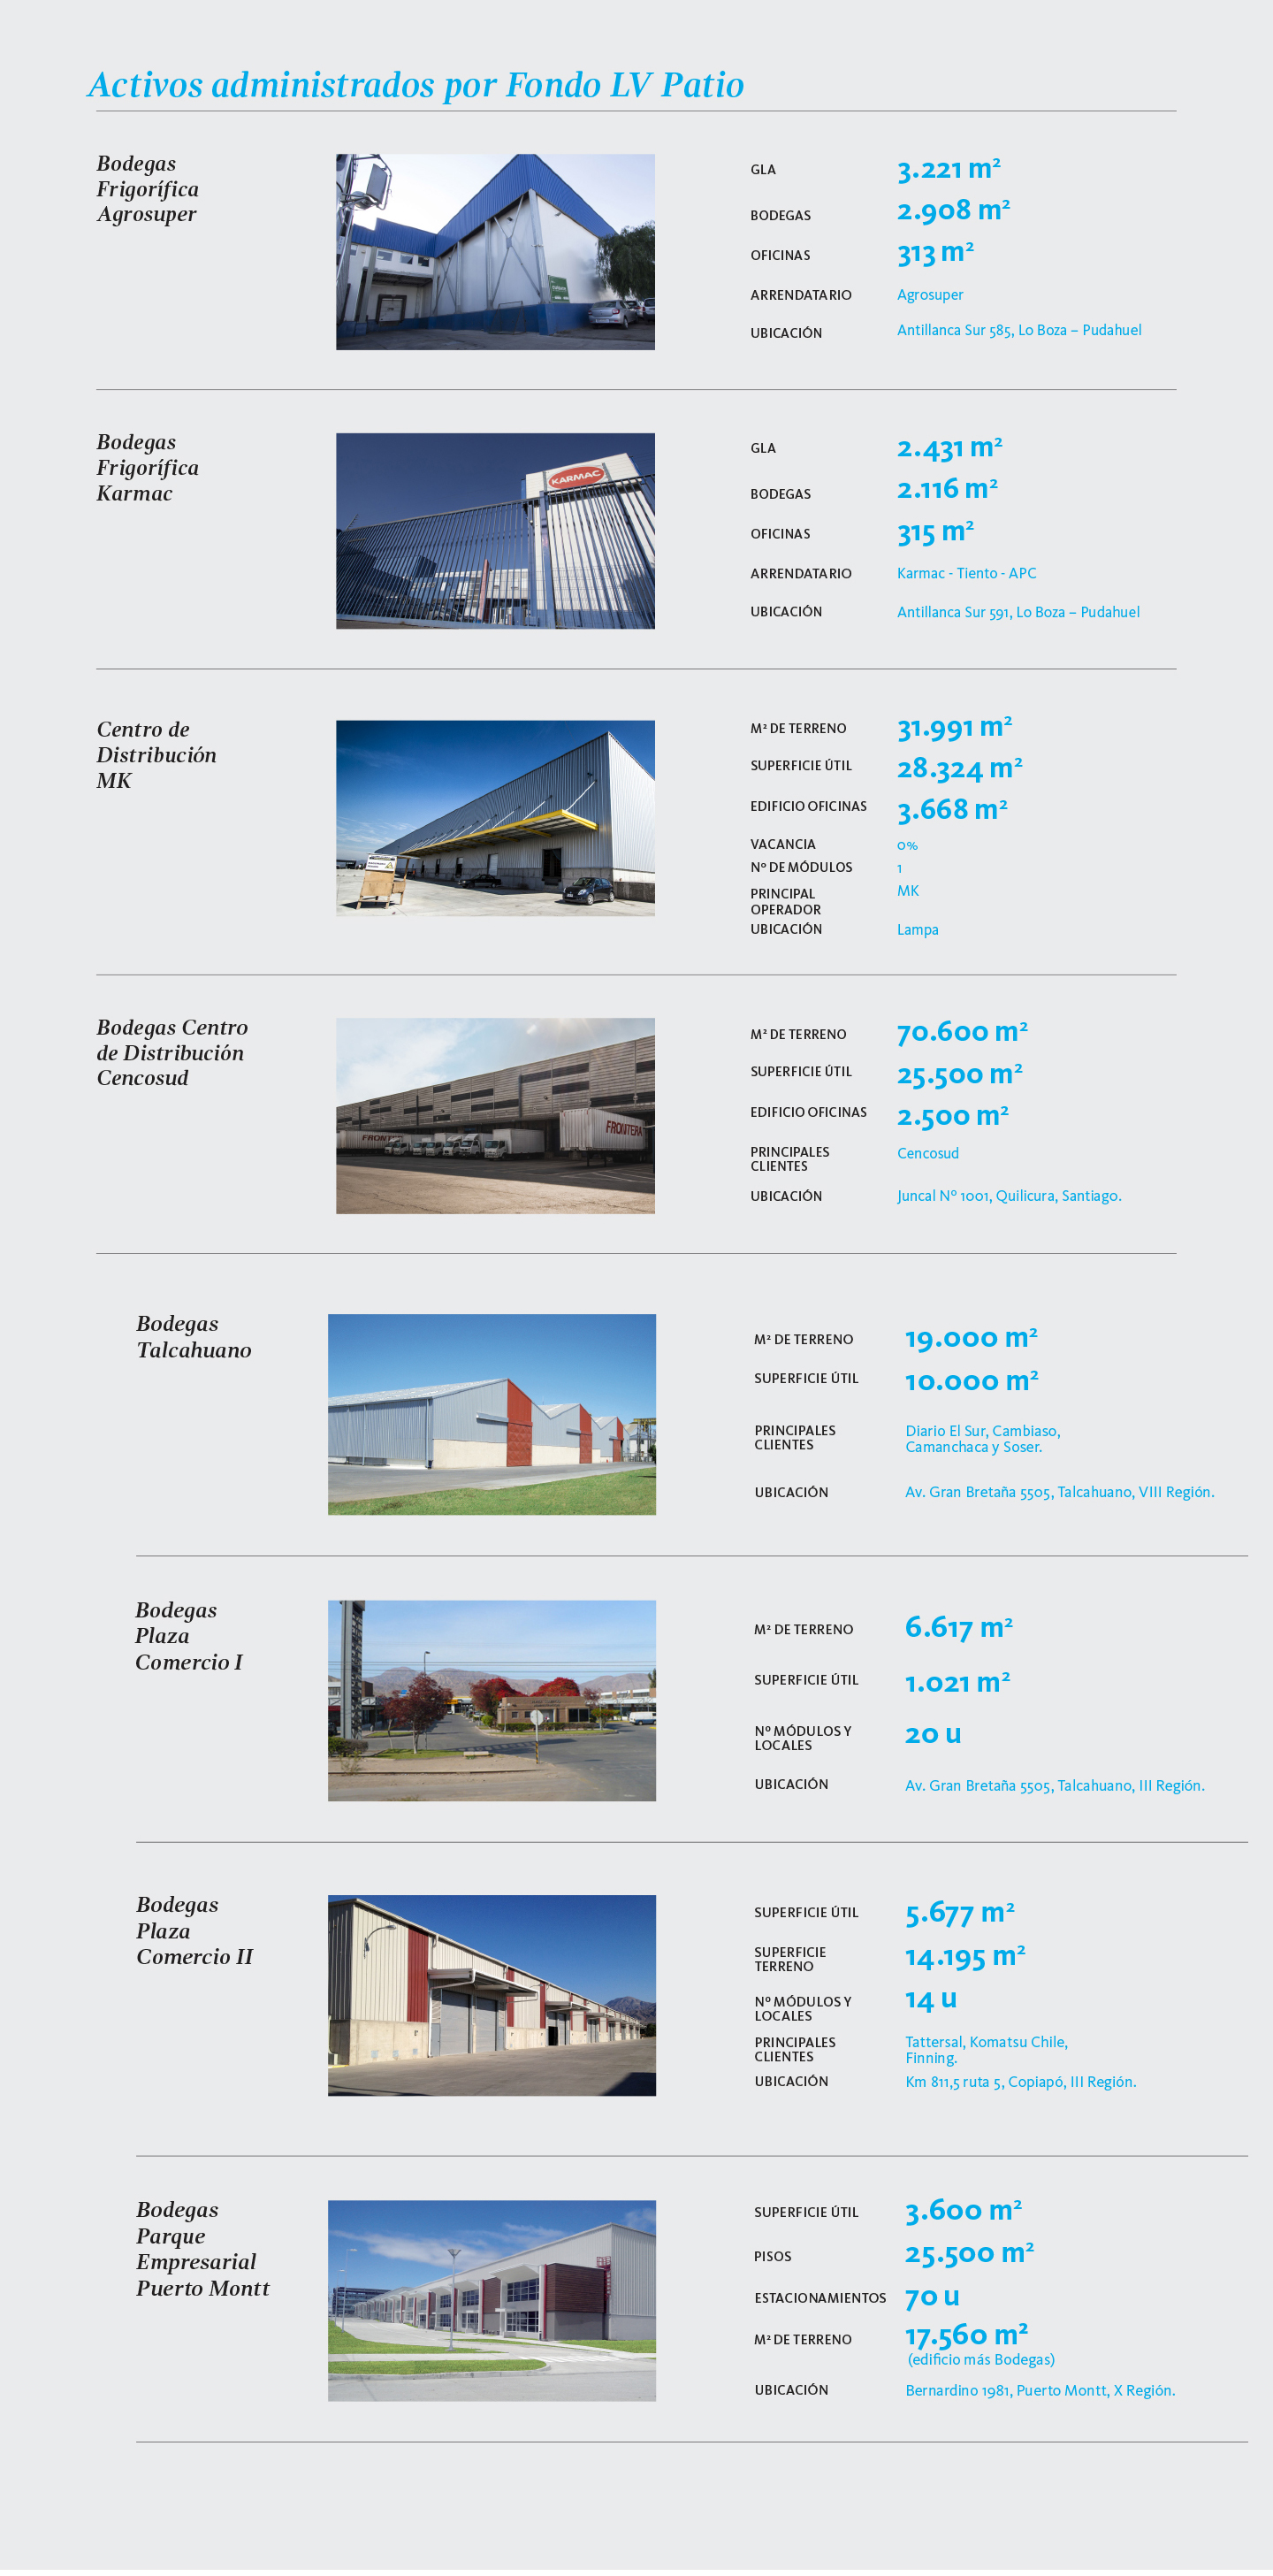 Activos administrados por Fondo LV Patio
Bodegas
Frigorífica
Agrosuper
GLA 3.221 m²
BODEGAS 2.908 m²
OFICINAS 313 m²
ARRENDATARIO Agrosuper
UBICACIÓN Antillanca Sur 585, Lo Boza – Pudahuel
Bodegas
Frigorífica
Karmac
KARMAC
GLA 2.431 m²
BODEGAS 2.116 m²
OFICINAS 315 m²
ARRENDATARIO Karmac - Tiento - APC
UBICACIÓN Antillanca Sur 591, Lo Boza – Pudahuel
Centro de
Distribución
MK
M² DE TERRENO 31.991 m²
SUPERFICIE ÚTIL 28.324 m²
EDIFICIO OFICINAS 3.668 m²
VACANCIA 0%
Nº DE MÓDULOS 1
PRINCIPAL MK
OPERADOR
UBICACIÓN Lampa
Bodegas Centro
de Distribución
Cencosud
FRONTERA
M² DE TERRENO 70.600 m²
SUPERFICIE ÚTIL 25.500 m²
EDIFICIO OFICINAS 2.500 m²
PRINCIPALES Cencosud
CLIENTES
UBICACIÓN Juncal Nº 1001, Quilicura, Santiago.
Bodegas
Talcahuano
M² DE TERRENO 19.000 m²
SUPERFICIE ÚTIL 10.000 m²
PRINCIPALES Diario El Sur, Cambiaso,
CLIENTES Camanchaca y Soser.
UBICACIÓN Av. Gran Bretaña 5505, Talcahuano, VIII Región.
Bodegas
Plaza
Comercio I
M² DE TERRENO 6.617 m²
SUPERFICIE ÚTIL 1.021 m²
Nº MÓDULOS Y 20 u
LOCALES
UBICACIÓN Av. Gran Bretaña 5505, Talcahuano, III Región.
Bodegas
Plaza
Comercio II
SUPERFICIE ÚTIL 5.677 m²
SUPERFICIE 14.195 m²
TERRENO
Nº MÓDULOS Y 14 u
LOCALES
PRINCIPALES Tattersal, Komatsu Chile,
CLIENTES Finning.
UBICACIÓN Km 811,5 ruta 5, Copiapó, III Región.
Bodegas
Parque
Empresarial
Puerto Montt
SUPERFICIE ÚTIL 3.600 m²
PISOS 25.500 m²
ESTACIONAMIENTOS 70 u
M² DE TERRENO 17.560 m²
(edificio más Bodegas)
UBICACIÓN Bernardino 1981, Puerto Montt, X Región.